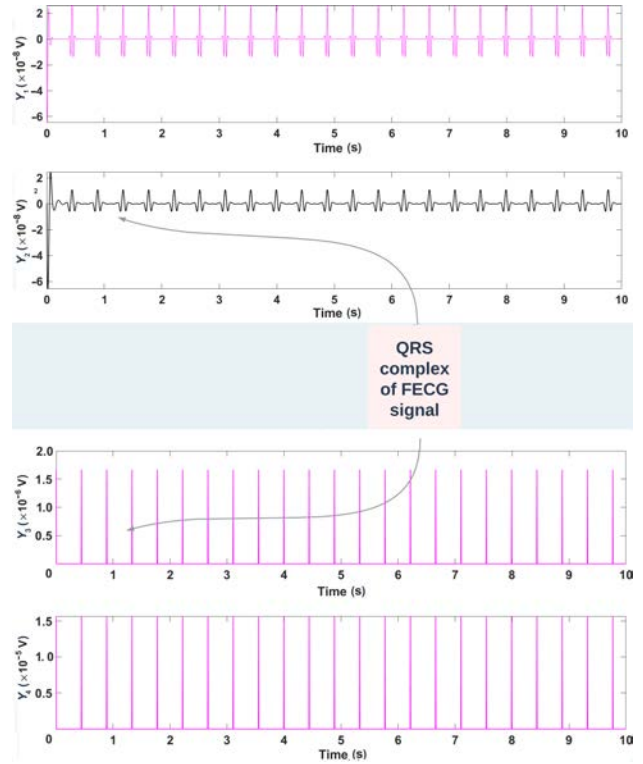 2
0
−2
−4
−6
Y1 (×10⁻⁸ V)
0 1 2 3 4 5 6 7 8 9 10
Time (s)
2
0
−2
−4
−6
Y2 (×10⁻⁸ V)
2
0 1 2 3 4 5 6 7 8 9 10
Time (s)
QRS
complex
of FECG
signal
2.0
1.5
1.0
0.5
Y3 (×10⁻⁶ V)
0 1 2 3 4 5 6 7 8 9 10
Time (s)
1.5
1.0
0.5
Y4 (×10⁻⁵ V)
0 1 2 3 4 5 6 7 8 9 10
Time (s)